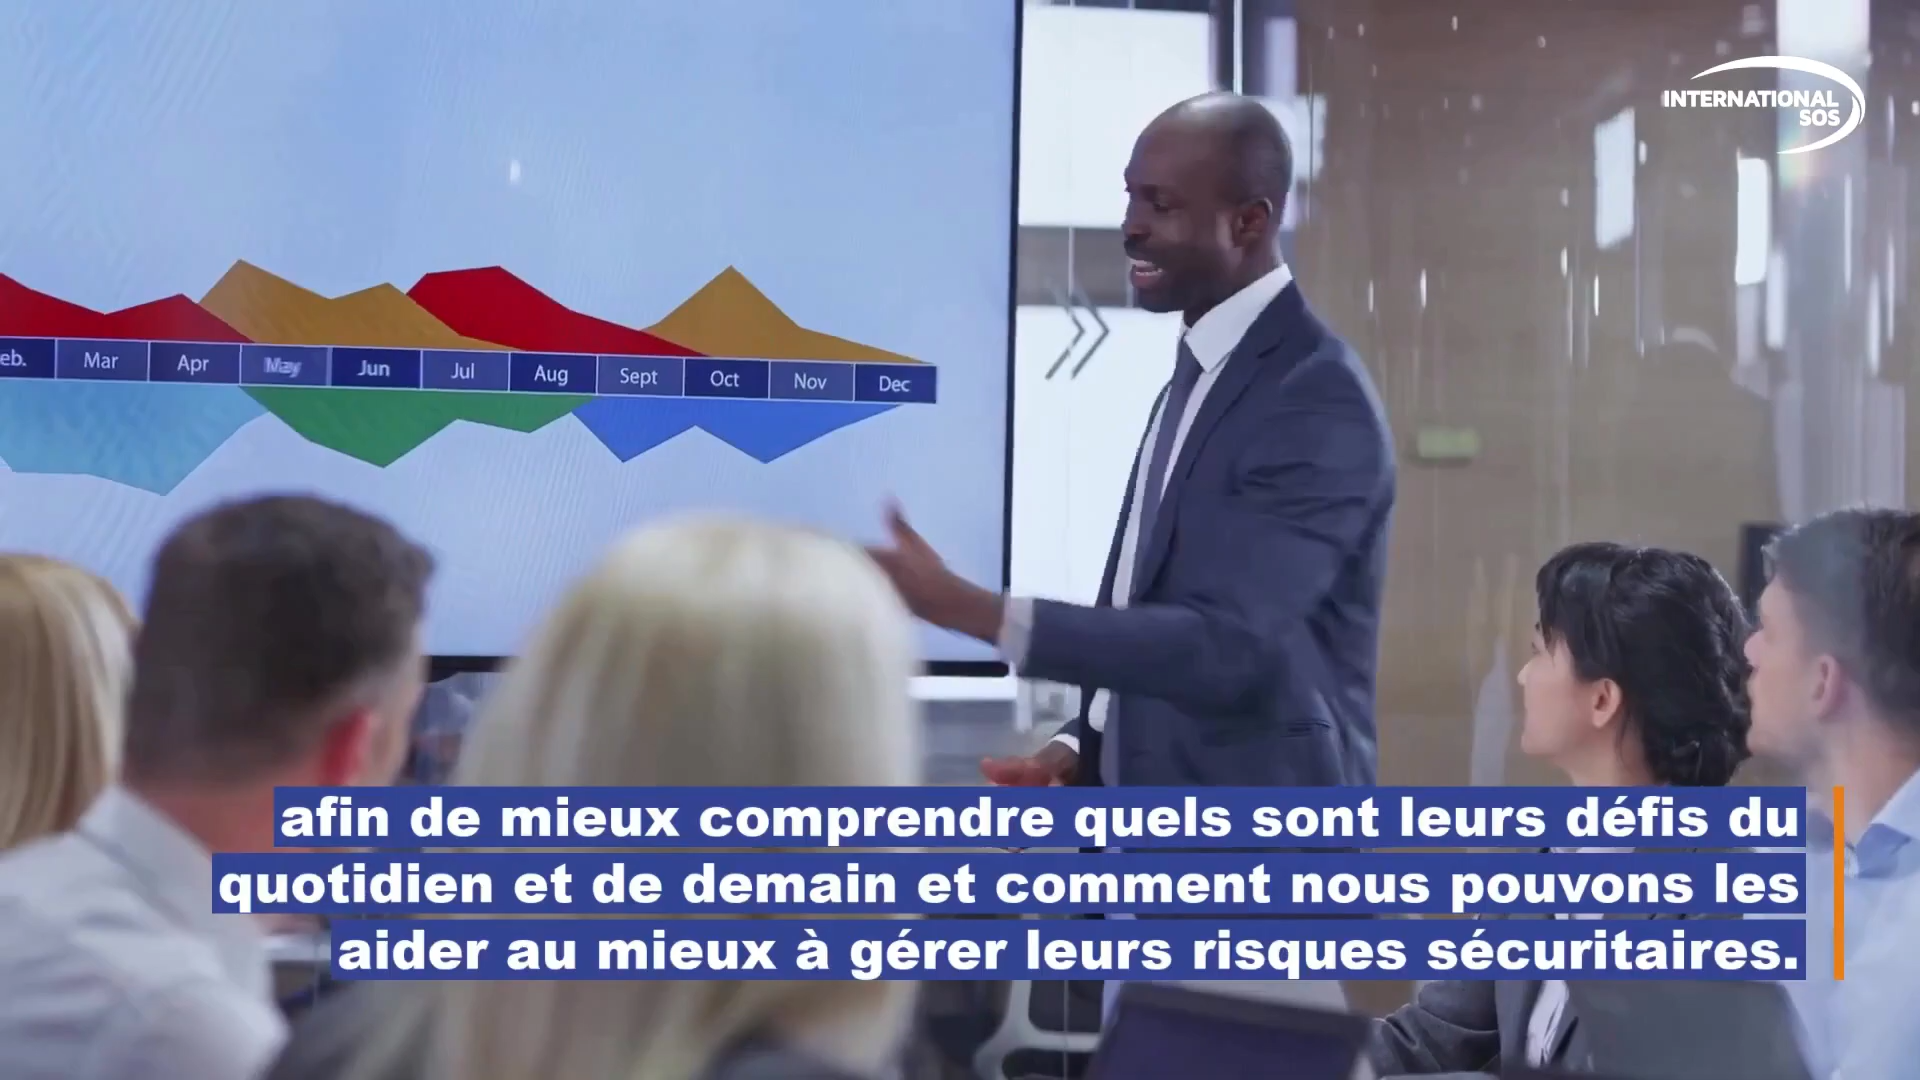 INTERNATIONAL
SOS
eb. Mar Apr May Jun Jul Aug Sept Oct Nov Dec
afin de mieux comprendre quels sont leurs défis du
quotidien et de demain et comment nous pouvons les
aider au mieux à gérer leurs risques sécuritaires.